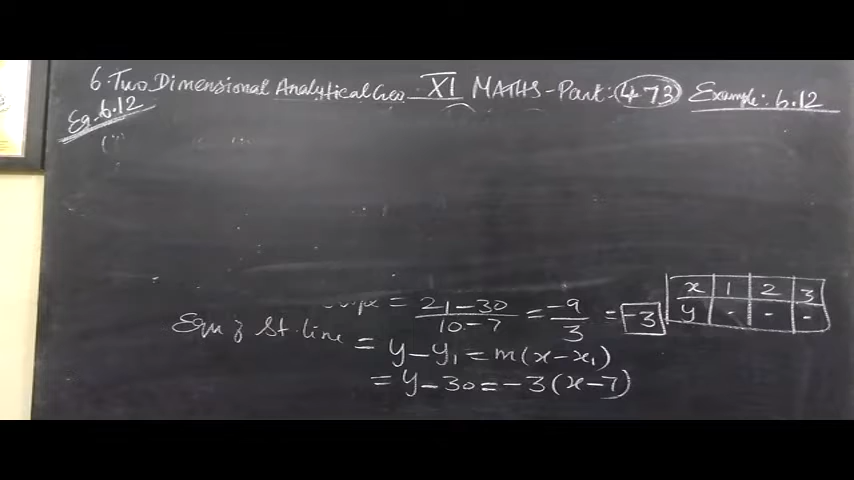 6. Two Dimensional Analytical Geo XI MATHS - Part: 473 Example: 6.12
Eg. 6.12
= 21-30/10-7 = -9/3 = -3
x 1 2 3
y - - -
Equn of St. line = y-y₁ = m(x-x₁)
= y-30 = -3(x-7)